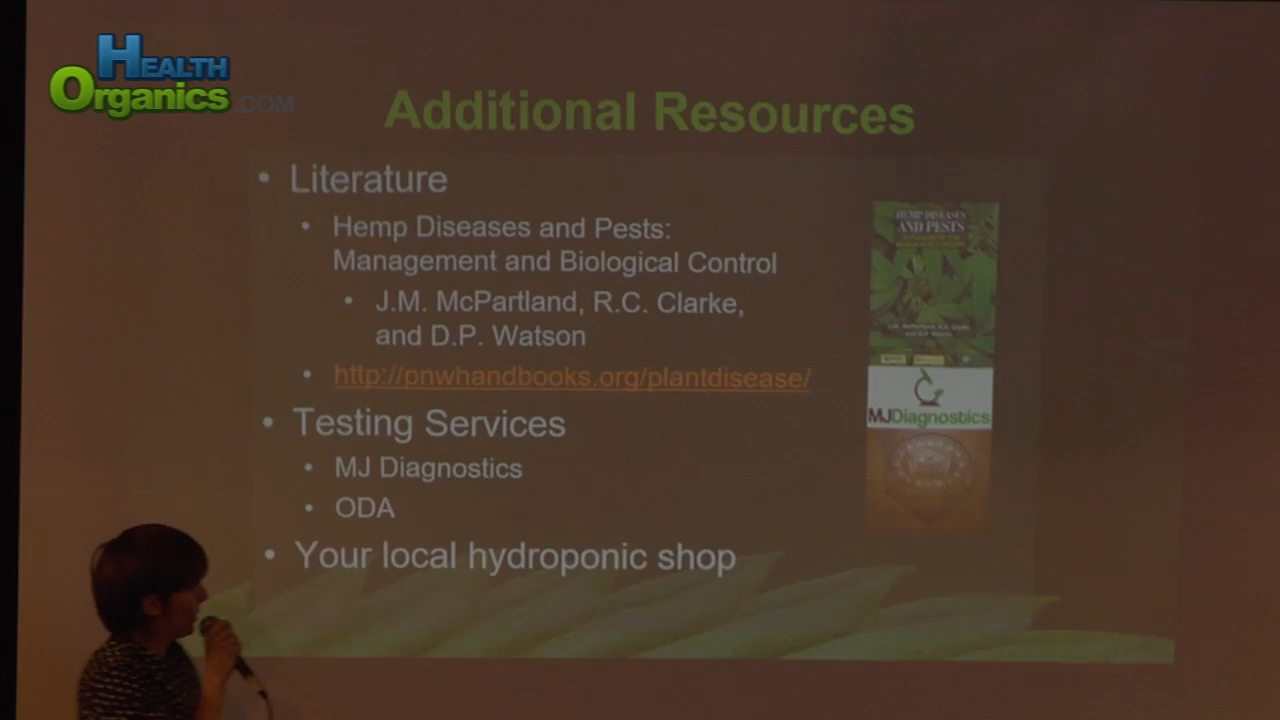 HEALTH
Organics.COM
Additional Resources
• Literature
• Hemp Diseases and Pests:
Management and Biological Control
• J.M. McPartland, R.C. Clarke,
and D.P. Watson
• http://pnwhandbooks.org/plantdisease/
• Testing Services
• MJ Diagnostics
• ODA
• Your local hydroponic shop
HEMP DISEASES
AND PESTS
MJDiagnostics